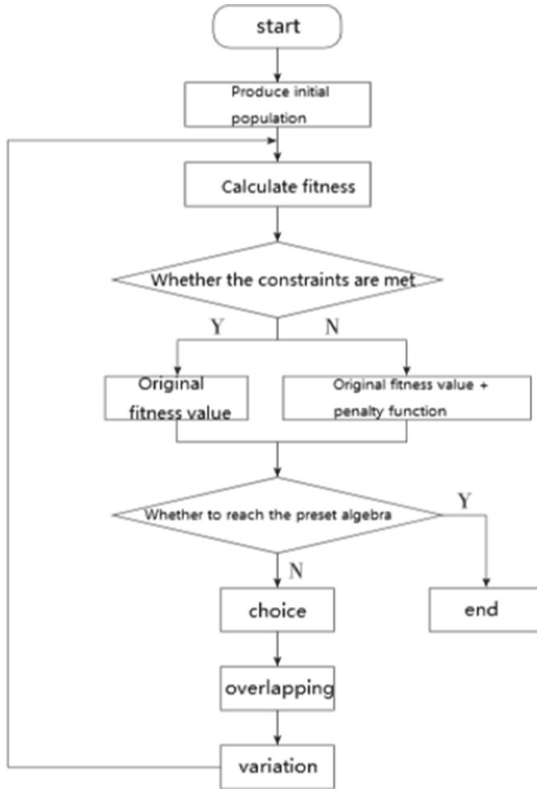 start
Produce initial
population
Calculate fitness
Whether the constraints are met
Y
N
Original
fitness value
Original fitness value +
penalty function
Whether to reach the preset algebra
Y
N
choice
end
overlapping
variation